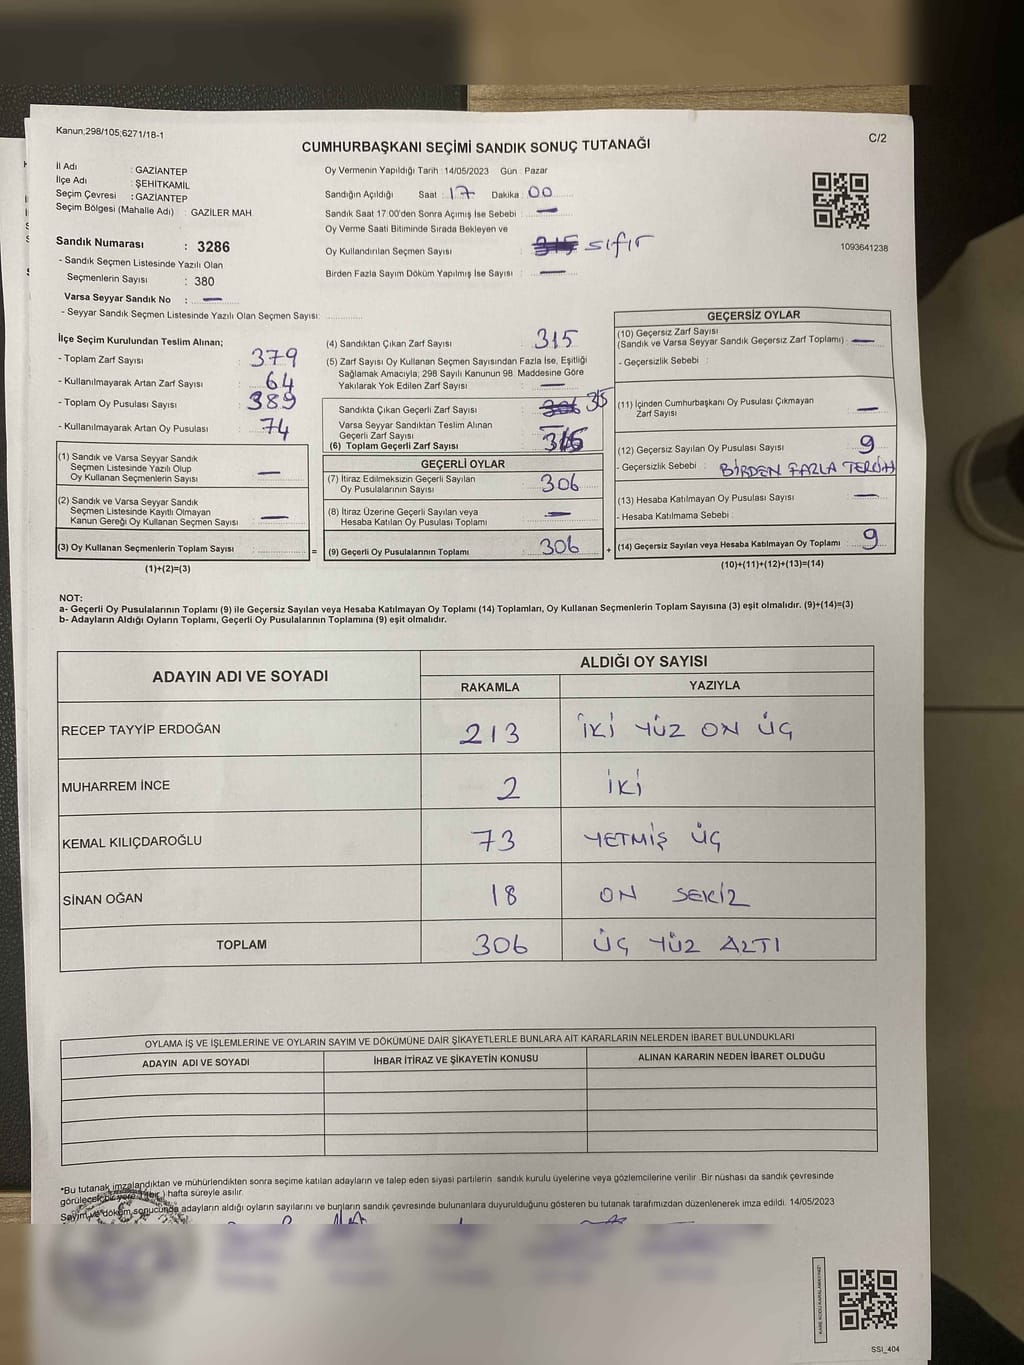 Kanun;298/105;6271/18-1
C/2
CUMHURBAŞKANI SEÇİMİ SANDIK SONUÇ TUTANAĞI
İl Adı : GAZİANTEP
İlçe Adı : ŞEHİTKAMİL
Seçim Çevresi : GAZİANTEP
Seçim Bölgesi (Mahalle Adı) : GAZİLER MAH.
Sandık Numarası : 3286
- Sandık Seçmen Listesinde Yazılı Olan
Seçmenlerin Sayısı : 380
Varsa Seyyar Sandık No : —
- Seyyar Sandık Seçmen Listesinde Yazılı Olan Seçmen Sayısı:
Oy Vermenin Yapıldığı Tarih : 14/05/2023 Gün : Pazar
Sandığın Açıldığı Saat : 17 Dakika : 00
Sandık Saat 17:00'den Sonra Açımış İse Sebebi : —
Oy Verme Saati Bitiminde Sırada Bekleyen ve
Oy Kullandırılan Seçmen Sayısı : sıfır
Birden Fazla Sayım Döküm Yapılmış İse Sayısı : —
1093641238
İlçe Seçim Kurulundan Teslim Alınan;
- Toplam Zarf Sayısı : 379
- Kullanılmayarak Artan Zarf Sayısı : 64
- Toplam Oy Pusulası Sayısı : 389
- Kullanılmayarak Artan Oy Pusulası : 74
(1) Sandık ve Varsa Seyyar Sandık
Seçmen Listesinde Yazılı Olup
Oy Kullanan Seçmenlerin Sayısı : —
(2) Sandık ve Varsa Seyyar Sandık
Seçmen Listesinde Kayıtlı Olmayan
Kanun Gereği Oy Kullanan Seçmen Sayısı : —
(3) Oy Kullanan Seçmenlerin Toplam Sayısı :
(1)+(2)=(3)
=
(4) Sandıktan Çıkan Zarf Sayısı : 315
(5) Zarf Sayısı Oy Kullanan Seçmen Sayısından Fazla İse, Eşitliği
Sağlamak Amacıyla; 298 Sayılı Kanunun 98. Maddesine Göre
Yakılarak Yok Edilen Zarf Sayısı : —
Sandıkta Çıkan Geçerli Zarf Sayısı :
Varsa Seyyar Sandıktan Teslim Alınan
Geçerli Zarf Sayısı : —
(6) Toplam Geçerli Zarf Sayısı :
GEÇERLİ OYLAR
(7) İtiraz Edilmeksizin Geçerli Sayılan
Oy Pusulalarının Sayısı : 306
(8) İtiraz Üzerine Geçerli Sayılan veya
Hesaba Katılan Oy Pusulası Toplamı : —
(9) Geçerli Oy Pusulalarının Toplamı : 306
+
GEÇERSİZ OYLAR
(10) Geçersiz Zarf Sayısı
(Sandık ve Varsa Seyyar Sandık Geçersiz Zarf Toplamı) : —
- Geçersizlik Sebebi :
(11) İçinden Cumhurbaşkanı Oy Pusulası Çıkmayan
Zarf Sayısı : —
(12) Geçersiz Sayılan Oy Pusulası Sayısı : 9
- Geçersizlik Sebebi : BİRDEN FAZLA TERCİH
(13) Hesaba Katılmayan Oy Pusulası Sayısı : —
- Hesaba Katılmama Sebebi :
(14) Geçersiz Sayılan veya Hesaba Katılmayan Oy Toplamı : 9
(10)+(11)+(12)+(13)=(14)
NOT:
a- Geçerli Oy Pusulalarının Toplamı (9) ile Geçersiz Sayılan veya Hesaba Katılmayan Oy Toplamı (14) Toplamları, Oy Kullanan Seçmenlerin Toplam Sayısına (3) eşit olmalıdır. (9)+(14)=(3)
b- Adayların Aldığı Oyların Toplamı, Geçerli Oy Pusulalarının Toplamına (9) eşit olmalıdır.
ADAYIN ADI VE SOYADI
ALDIĞI OY SAYISI
RAKAMLA YAZIYLA
RECEP TAYYİP ERDOĞAN 213 İKİ YÜZ ON ÜÇ
MUHARREM İNCE 2 İKİ
KEMAL KILIÇDAROĞLU 73 YETMİŞ ÜÇ
SİNAN OĞAN 18 ON SEKİZ
TOPLAM 306 ÜÇ YÜZ ALTI
OYLAMA İŞ VE İŞLEMLERİNE VE OYLARIN SAYIM VE DÖKÜMÜNE DAİR ŞİKAYETLERLE BUNLARA AİT KARARLARIN NELERDEN İBARET BULUNDUKLARI
ADAYIN ADI VE SOYADI İHBAR İTİRAZ VE ŞİKAYETİN KONUSU ALINAN KARARIN NEDEN İBARET OLDUĞU
*Bu tutanak imzalandıktan ve mühürlendikten sonra seçime katılan adayların ve talep eden siyasi partilerin sandık kurulu üyelerine veya gözlemcilerine verilir. Bir nüshası da sandık çevresinde
görülecek bir yere 1 (bir ) hafta süreyle asılır.
Sayım ve döküm sonucunda adayların aldığı oyların sayılarını ve bunların sandık çevresinde bulunanlara duyurulduğunu gösteren bu tutanak tarafımızdan düzenlenerek imza edildi. 14/05/2023
SSI_404